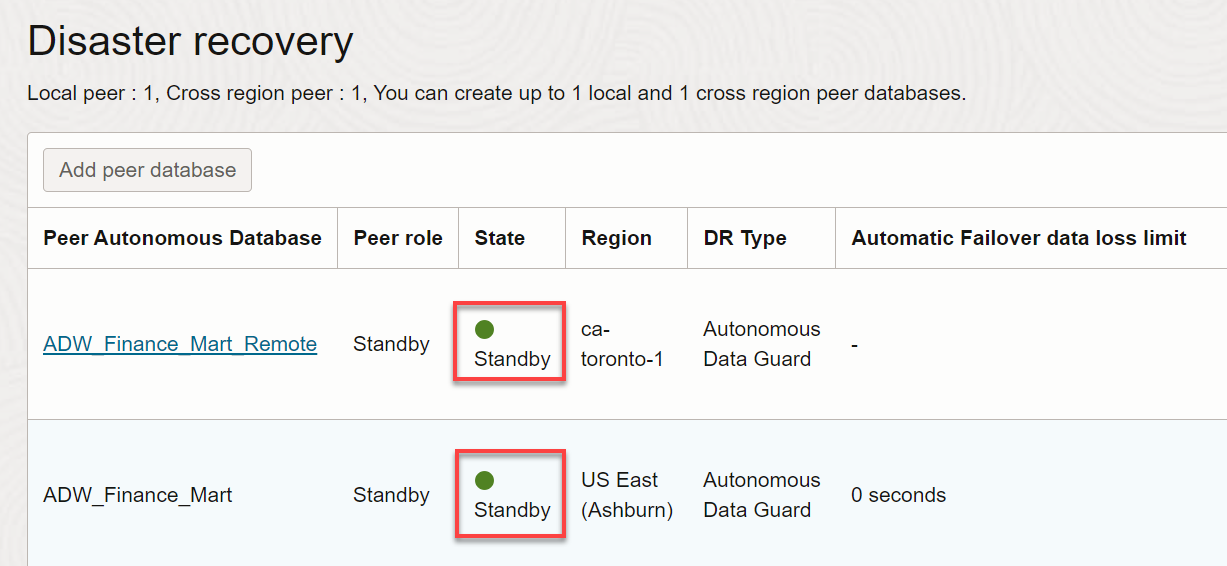 Disaster recovery
Local peer : 1, Cross region peer : 1, You can create up to 1 local and 1 cross region peer databases.
Add peer database
Peer Autonomous Database Peer role State Region DR Type Automatic Failover data loss limit
ADW_Finance_Mart_Remote Standby Standby ca-
toronto-1 Autonomous
Data Guard -
ADW_Finance_Mart Standby Standby US East
(Ashburn) Autonomous
Data Guard 0 seconds